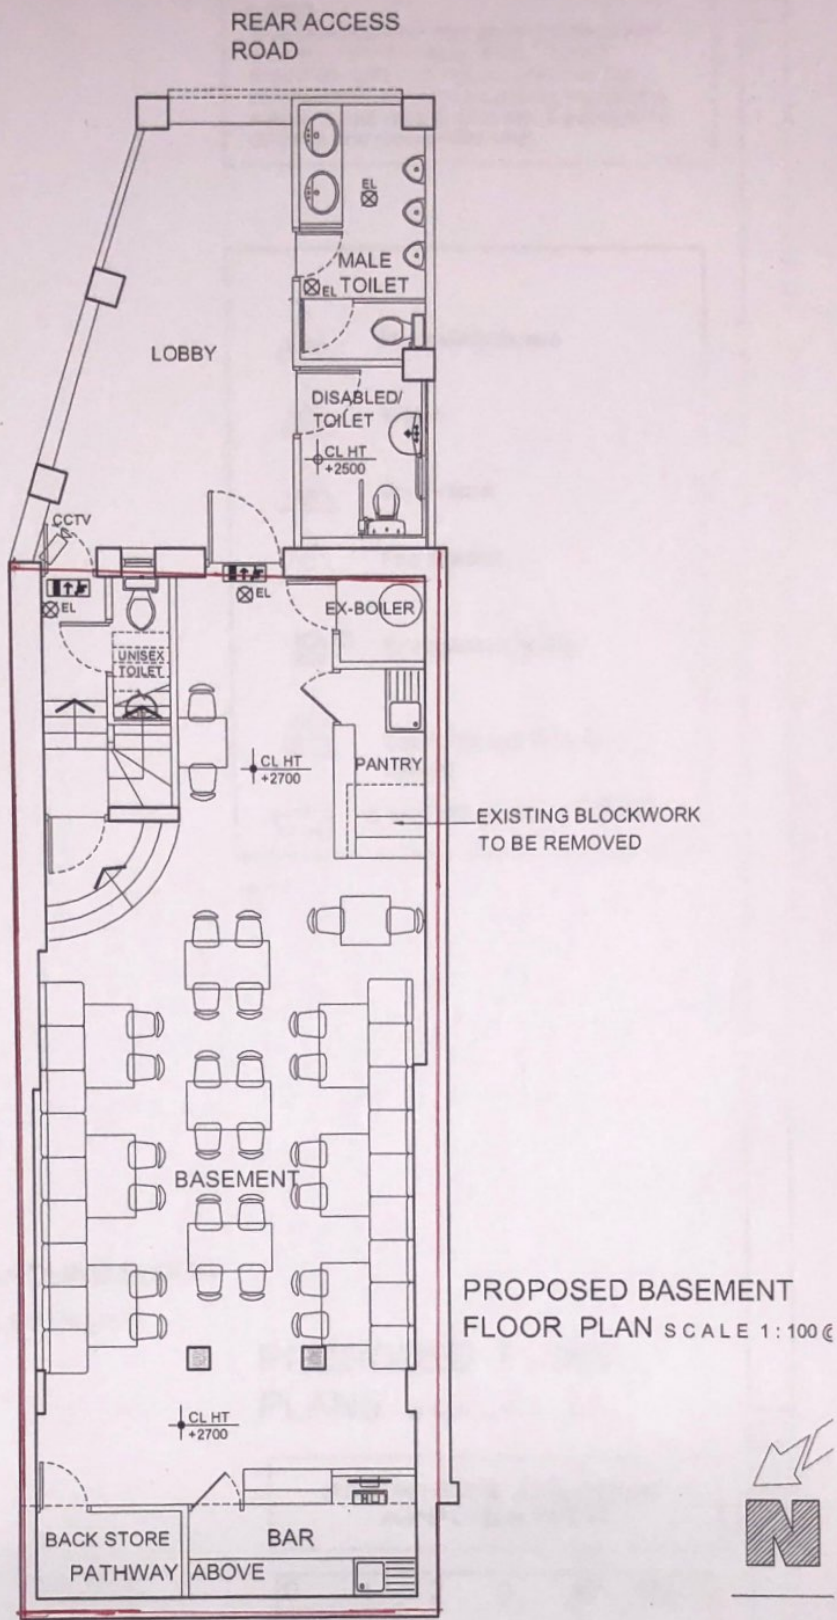 REAR ACCESS
ROAD
EL
MALE
TOILET
EL
LOBBY
DISABLED/
TOILET
CL HT
+2500
CCTV
EL
EL
EX-BOILER
UNISEX
TOILET
CL HT
+2700
PANTRY
EXISTING BLOCKWORK
TO BE REMOVED
BASEMENT
PROPOSED BASEMENT
FLOOR PLAN SCALE 1:100@
CL HT
+2700
BACK STORE
BAR
PATHWAY ABOVE
N